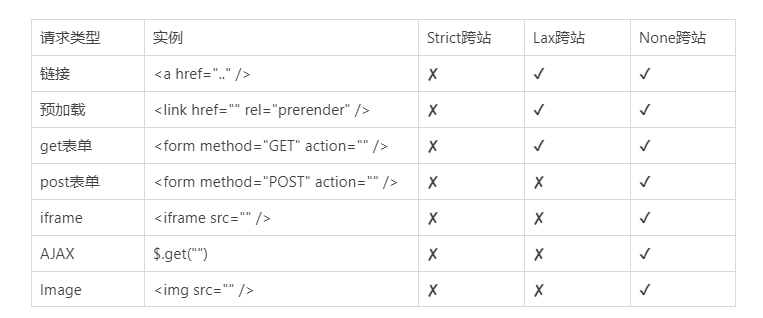 请求类型 实例 Strict跨站 Lax跨站 None跨站
链接 <a href=".." /> ✗ ✓ ✓
预加载 <link href="" rel="prerender" /> ✗ ✓ ✓
get表单 <form method="GET" action="" /> ✗ ✓ ✓
post表单 <form method="POST" action="" /> ✗ ✗ ✓
iframe <iframe src="" /> ✗ ✗ ✓
AJAX $.get("") ✗ ✗ ✓
Image <img src="" /> ✗ ✗ ✓